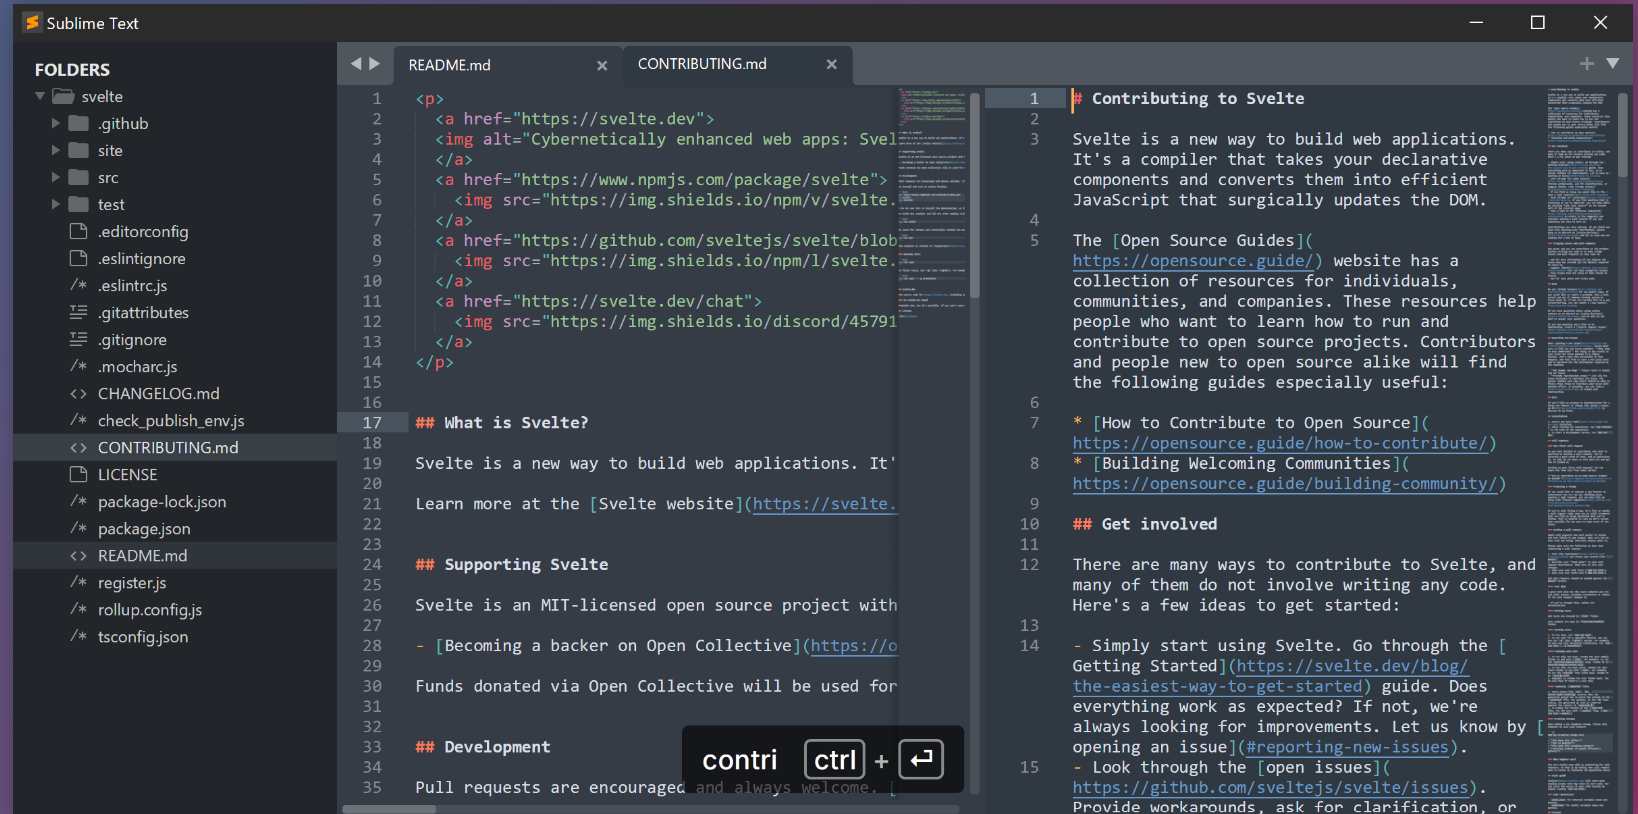 Sublime Text
FOLDERS
svelte
.github
site
src
test
.editorconfig
.eslintignore
/* .eslintrc.js
.gitattributes
.gitignore
/* .mocharc.js
<> CHANGELOG.md
/* check_publish_env.js
<> CONTRIBUTING.md
LICENSE
/* package-lock.json
/* package.json
<> README.md
/* register.js
/* rollup.config.js
/* tsconfig.json
README.md
CONTRIBUTING.md
1 <p>
2 <a href="https://svelte.dev">
3 <img alt="Cybernetically enhanced web apps: Svel
4 </a>
5 <a href="https://www.npmjs.com/package/svelte">
6 <img src="https://img.shields.io/npm/v/svelte.
7 </a>
8 <a href="https://github.com/sveltejs/svelte/blob
9 <img src="https://img.shields.io/npm/l/svelte.
10 </a>
11 <a href="https://svelte.dev/chat">
12 <img src="https://img.shields.io/discord/45791
13 </a>
14 </p>
15
16
17 ## What is Svelte?
18
19 Svelte is a new way to build web applications. It'
20
21 Learn more at the [Svelte website](https://svelte.
22
23
24 ## Supporting Svelte
25
26 Svelte is an MIT-licensed open source project with
27
28 - [Becoming a backer on Open Collective](https://o
29
30 Funds donated via Open Collective will be used for
31
32
33 ## Development
34
35 Pull requests are encouraged and always welcome. [
1 # Contributing to Svelte
2
3 Svelte is a new way to build web applications.
It's a compiler that takes your declarative
components and converts them into efficient
JavaScript that surgically updates the DOM.
4
5 The [Open Source Guides](
https://opensource.guide/) website has a
collection of resources for individuals,
communities, and companies. These resources help
people who want to learn how to run and
contribute to open source projects. Contributors
and people new to open source alike will find
the following guides especially useful:
6
7 * [How to Contribute to Open Source](
https://opensource.guide/how-to-contribute/)
8 * [Building Welcoming Communities](
https://opensource.guide/building-community/)
9
10 ## Get involved
11
12 There are many ways to contribute to Svelte, and
many of them do not involve writing any code.
Here's a few ideas to get started:
13
14 - Simply start using Svelte. Go through the [
Getting Started](https://svelte.dev/blog/
the-easiest-way-to-get-started) guide. Does
everything work as expected? If not, we're
always looking for improvements. Let us know by [
opening an issue](#reporting-new-issues).
15 - Look through the [open issues](
https://github.com/sveltejs/svelte/issues).
Provide workarounds, ask for clarification, or
contri ctrl + ↵